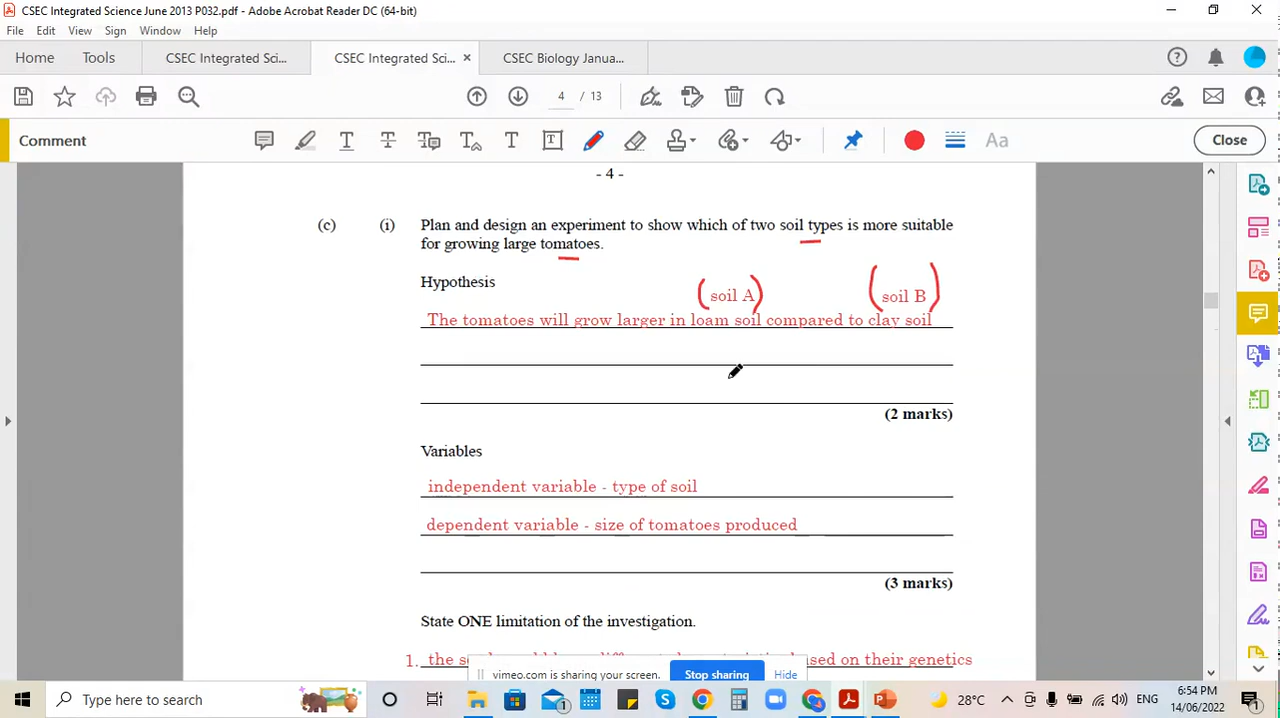 CSEC Integrated Science June 2013 P032.pdf - Adobe Acrobat Reader DC (64-bit)
File Edit View Sign Window Help
Home Tools CSEC Integrated Sci... CSEC Integrated Sci... × CSEC Biology Janua...
4 / 13
Comment Aa Close
- 4 -
(c) (i) Plan and design an experiment to show which of two soil types is more suitable
for growing large tomatoes.
Hypothesis
(soil A) (soil B)
The tomatoes will grow larger in loam soil compared to clay soil
(2 marks)
Variables
independent variable - type of soil
dependent variable - size of tomatoes produced
(3 marks)
State ONE limitation of the investigation.
1. the based on their genetics
vimeo.com is sharing your screen. Stop sharing Hide
Type here to search
28°C ENG 6:54 PM
14/06/2022